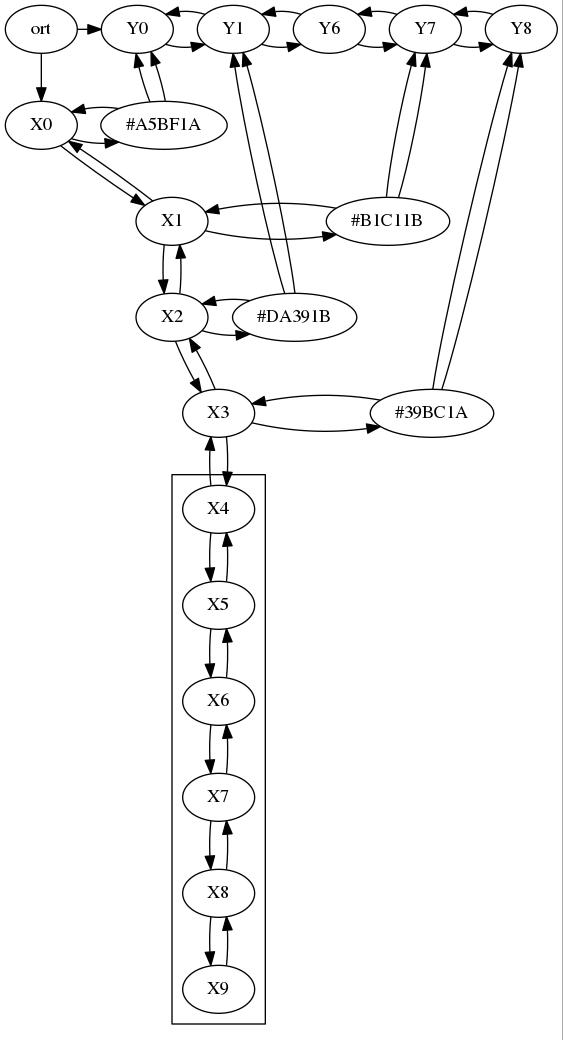 ort Y0 Y1 Y6 Y7 Y8
X0 #A5BF1A
X1 #B1C11B
X2 #DA391B
X3 #39BC1A
X4
X5
X6
X7
X8
X9